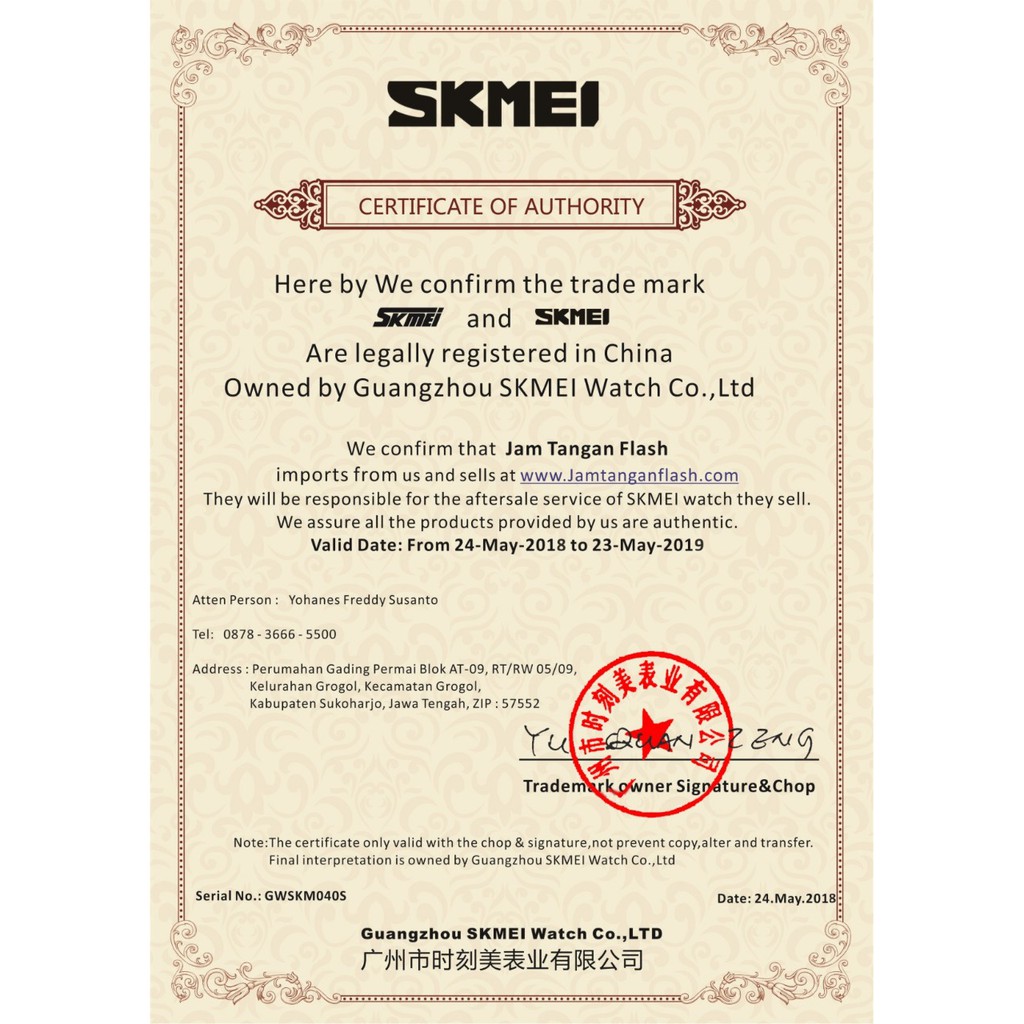 SKMEI
CERTIFICATE OF AUTHORITY
Here by We confirm the trade mark
SKMEI and SKMEI
Are legally registered in China
Owned by Guangzhou SKMEI Watch Co.,Ltd
We confirm that Jam Tangan Flash
imports from us and sells at www.Jamtanganflash.com
They will be responsible for the aftersale service of SKMEI watch they sell.
We assure all the products provided by us are authentic.
Valid Date: From 24-May-2018 to 23-May-2019
Atten Person : Yohanes Freddy Susanto
Tel: 0878 - 3666 - 5500
Address : Perumahan Gading Permai Blok AT-09, RT/RW 05/09,
Kelurahan Grogol, Kecamatan Grogol,
Kabupaten Sukoharjo, Jawa Tengah, ZIP : 57552
广州市时刻美表业有限公司
YU QUAN ZENG
Trademark owner Signature&Chop
Note:The certificate only valid with the chop & signature,not prevent copy,alter and transfer.
Final interpretation is owned by Guangzhou SKMEI Watch Co.,Ltd
Serial No.: GWSKM040S
Date: 24.May.2018
Guangzhou SKMEI Watch Co.,LTD
广州市时刻美表业有限公司